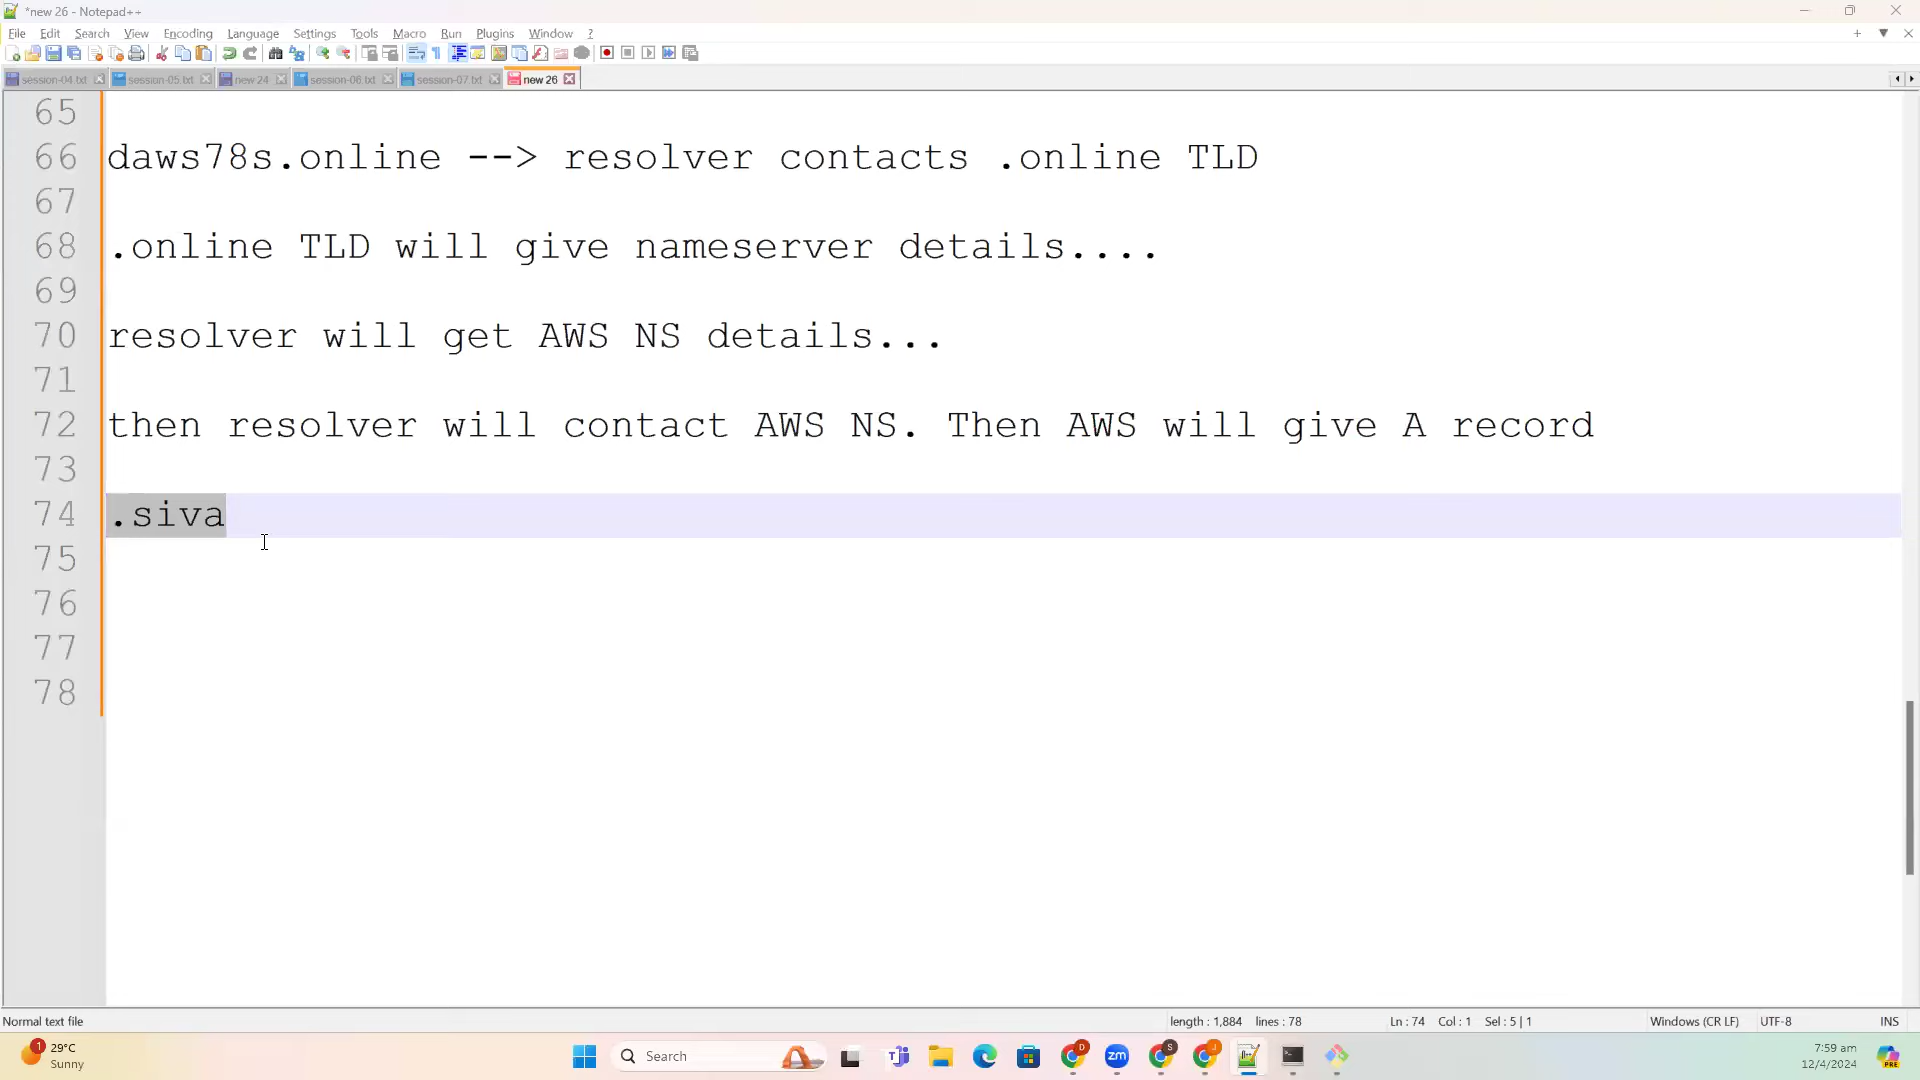 *new 26 - Notepad++
File Edit Search View Encoding Language Settings Tools Macro Run Plugins Window ?
session-04.txt session-05.txt new 24 session-06.txt session-07.txt new 26
65
66 daws78s.online --> resolver contacts .online TLD
67
68 .online TLD will give nameserver details....
69
70 resolver will get AWS NS details...
71
72 then resolver will contact AWS NS. Then AWS will give A record
73
74 .siva
75
76
77
78
Normal text file length : 1,884 lines : 78 Ln : 74 Col : 1 Sel : 5 | 1 Windows (CR LF) UTF-8 INS
1 29°C Search D zm S J 7:59 am
Sunny 12/4/2024 PRE